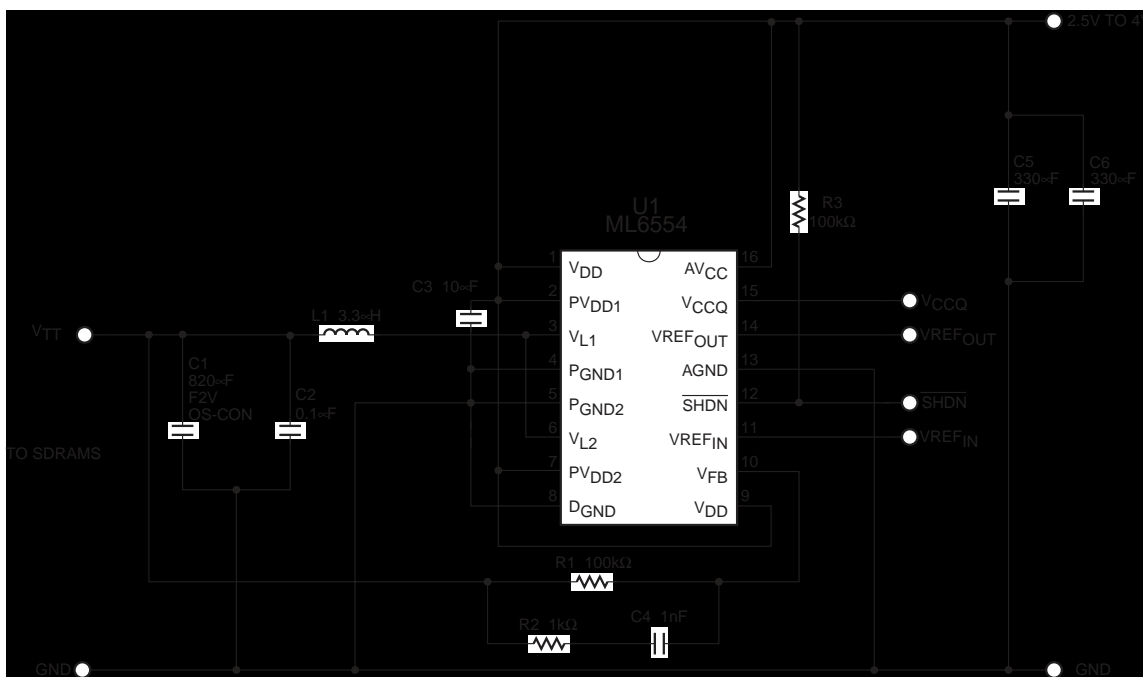 2.5V TO 4V
C5
330∝F
C6
330∝F
R3
100kΩ
U1
ML6554
1
VDD
AVCC
16
C3 10∝F
2
PVDD1
VCCQ
15
VCCQ
VTT
L1 3.3∝H
3
VL1
VREFOUT
14
VREFOUT
C1
820∝F
F2V
OS-CON
4
PGND1
AGND
13
C2
0.1∝F
5
PGND2
SHDN
12
SHDN
6
VL2
VREFIN
11
VREFIN
TO SDRAMS
7
PVDD2
VFB
10
8
DGND
VDD
9
R1 100kΩ
R2 1kΩ
C4 1nF
GND
GND